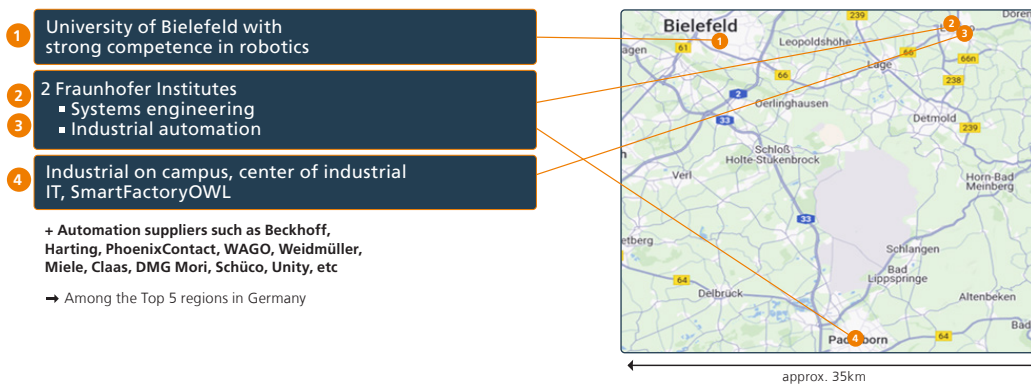 1
University of Bielefeld with
strong competence in robotics
2
2 Fraunhofer Institutes
▪ Systems engineering
3
▪ Industrial automation
4
Industrial on campus, center of industrial
IT, SmartFactoryOWL
+ Automation suppliers such as Beckhoff,
Harting, PhoenixContact, WAGO, Weidmüller,
Miele, Claas, DMG Mori, Schüco, Unity, etc
➞ Among the Top 5 regions in Germany
239
Bielefeld
2
1
3
61
Leopoldshöhe
66
66n
Lage
66
238
2
Oerlinghausen
33
Detmold
239
Schloß
Holte-Stukenbrock
Verl
Horn-Bad
Meinberg
33
Schlangen
Bad
Lippspringe
64
Delbrück
Altenbeken
4
64
approx. 35km